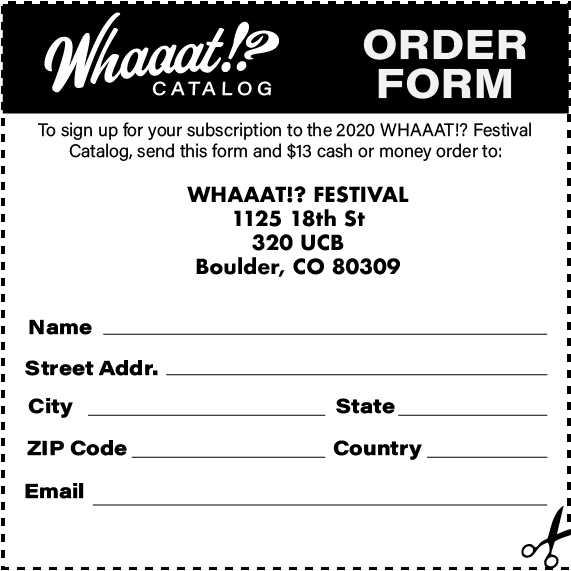 Whaaat!?
CATALOG
ORDER
FORM
To sign up for your subscription to the 2020 WHAAAT!? Festival
Catalog, send this form and $13 cash or money order to:
WHAAAT!? FESTIVAL
1125 18th St
320 UCB
Boulder, CO 80309
Name
Street Addr.
City State
ZIP Code Country
Email